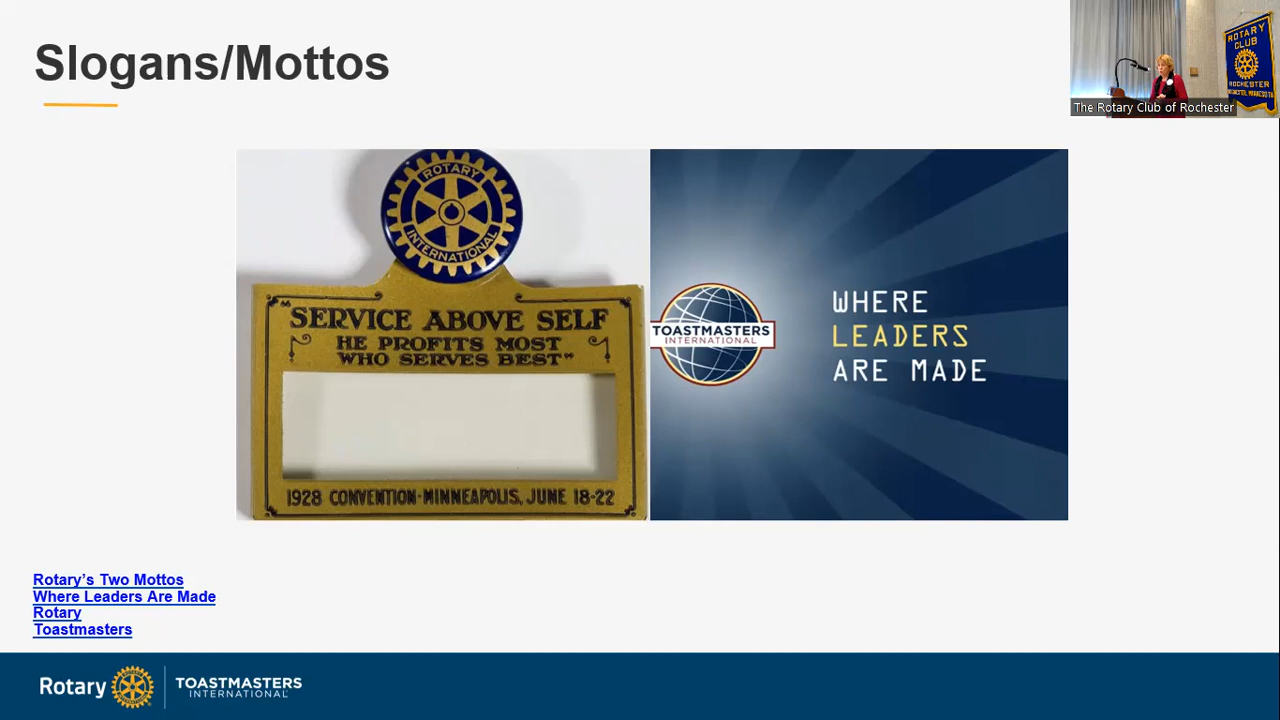 Slogans/Mottos
ROTARY
CLUB
ROCHESTER
The Rotary Club of Rochester
ROTARY
INTERNATIONAL
"SERVICE ABOVE SELF
HE PROFITS MOST
WHO SERVES BEST"
1928 CONVENTION-MINNEAPOLIS, JUNE 18-22
TOASTMASTERS
INTERNATIONAL
WHERE
LEADERS
ARE MADE
Rotary’s Two Mottos
Where Leaders Are Made
Rotary
Toastmasters
Rotary
TOASTMASTERS
INTERNATIONAL